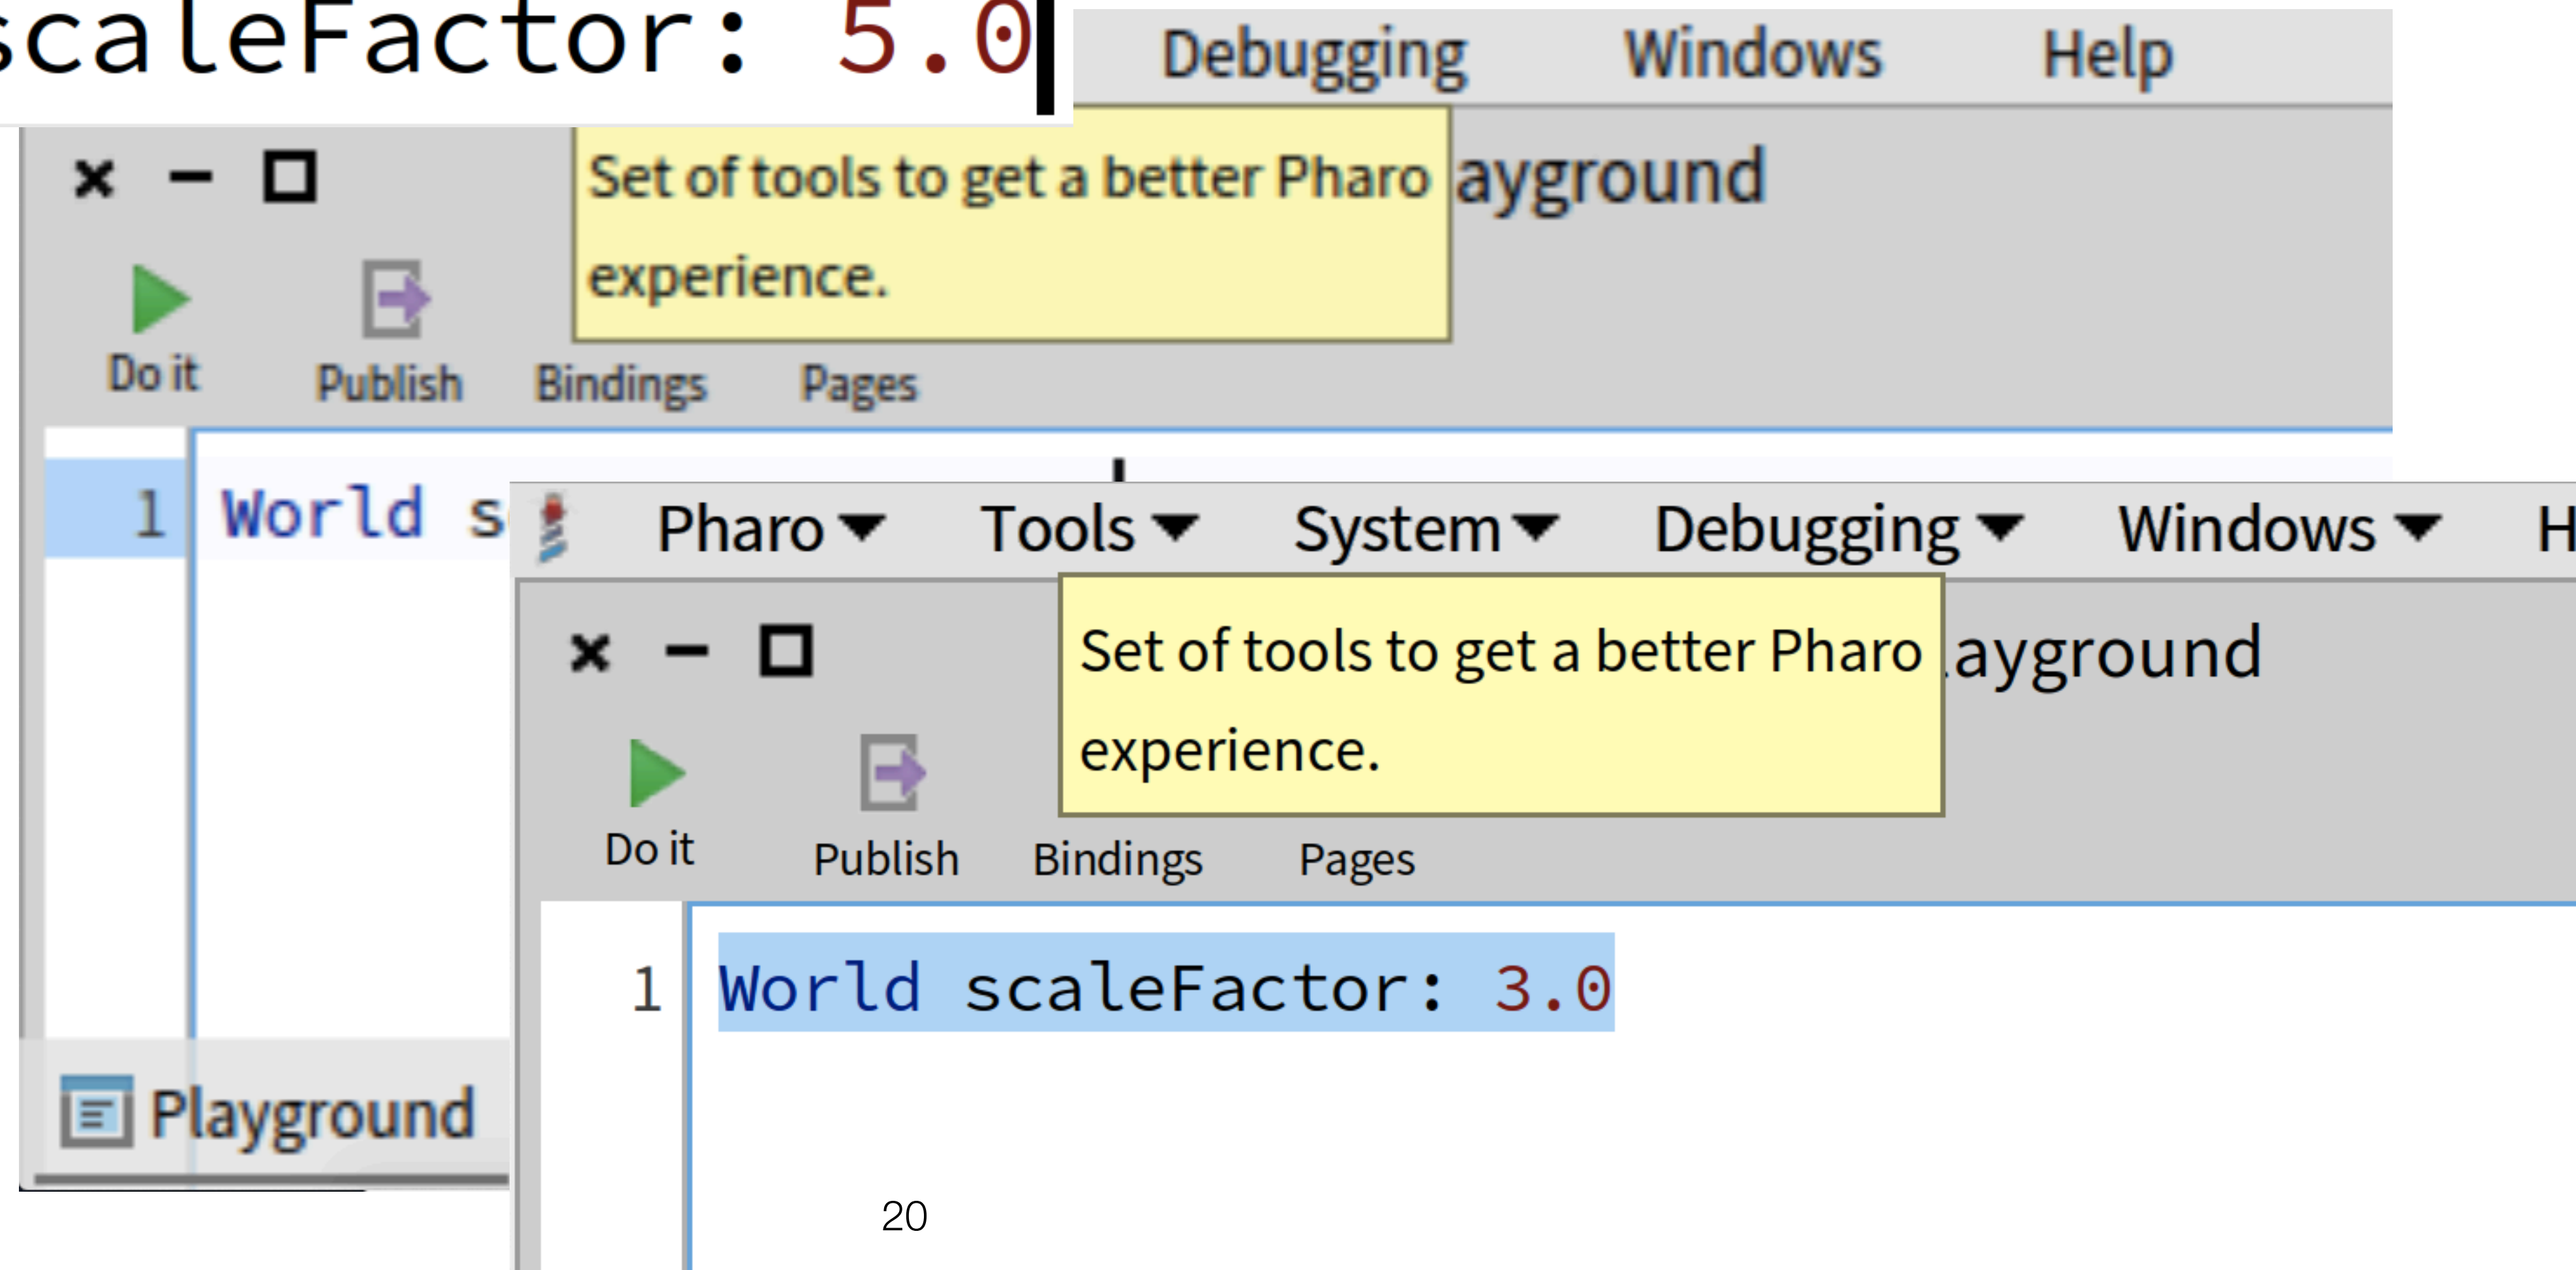 scaleFactor: 5.0
Debugging Windows Help
Set of tools to get a better Pharo
experience.
ayground
Do it Publish Bindings Pages
1 World s
Playground
Pharo Tools System Debugging Windows H
Set of tools to get a better Pharo
experience.
ayground
Do it Publish Bindings Pages
1 World scaleFactor: 3.0
20